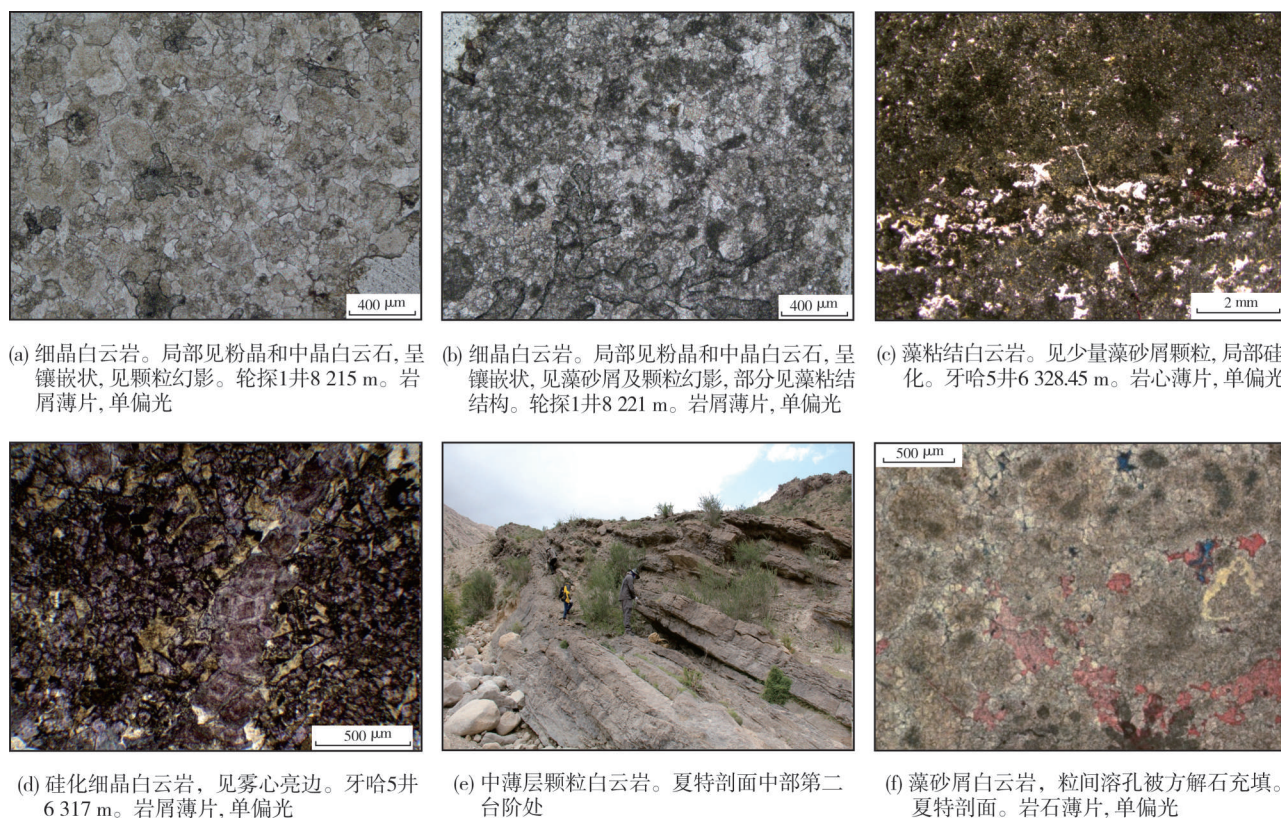 400 μm
400 μm
2 mm
(a) 细晶白云岩。局部见粉晶和中晶白云石, 呈
镶嵌状, 见颗粒幻影。轮探1井8 215 m。岩
屑薄片, 单偏光
(b) 细晶白云岩。局部见粉晶和中晶白云石, 呈
镶嵌状, 见藻砂屑及颗粒幻影, 部分见藻粘结
结构。轮探1井8 221 m。岩屑薄片, 单偏光
(c) 藻粘结白云岩。见少量藻砂屑颗粒, 局部硅
化。牙哈5井6 328.45 m。岩心薄片, 单偏光
500 μm
500 μm
(d) 硅化细晶白云岩，见雾心亮边。牙哈5井
6 317 m。岩屑薄片, 单偏光
(e) 中薄层颗粒白云岩。夏特剖面中部第二
台阶处
(f) 藻砂屑白云岩，粒间溶孔被方解石充填。
夏特剖面。岩石薄片, 单偏光